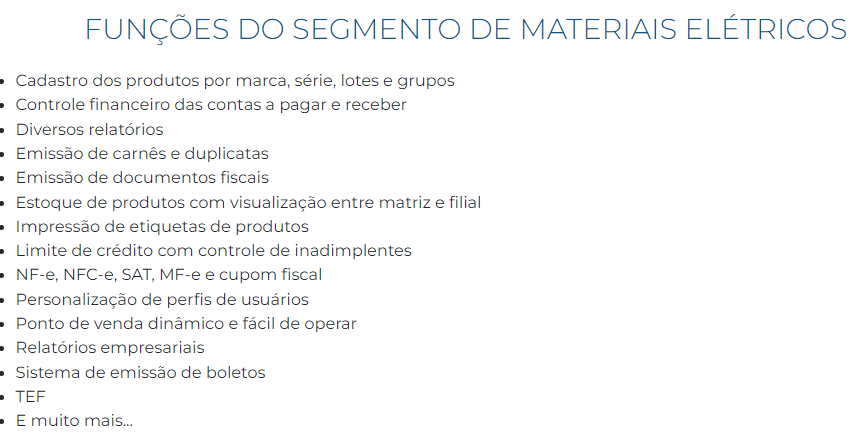 FUNÇÕES DO SEGMENTO DE MATERIAIS ELÉTRICOS
• Cadastro dos produtos por marca, série, lotes e grupos
• Controle financeiro das contas a pagar e receber
• Diversos relatórios
• Emissão de carnês e duplicatas
• Emissão de documentos fiscais
• Estoque de produtos com visualização entre matriz e filial
• Impressão de etiquetas de produtos
• Limite de crédito com controle de inadimplentes
• NF-e, NFC-e, SAT, MF-e e cupom fiscal
• Personalização de perfis de usuários
• Ponto de venda dinâmico e fácil de operar
• Relatórios empresariais
• Sistema de emissão de boletos
• TEF
• E muito mais...